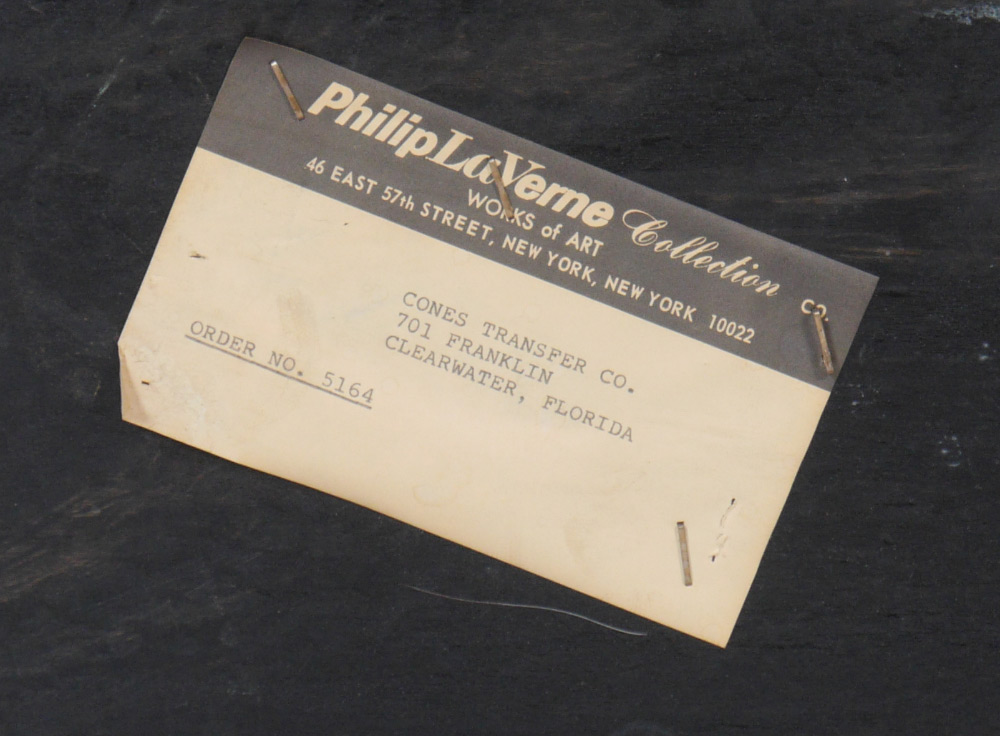 Philip LaVerne Collection CO.
WORKS of ART
46 EAST 57th STREET, NEW YORK, NEW YORK 10022
CONES TRANSFER CO.
701 FRANKLIN
CLEARWATER, FLORIDA
ORDER NO. 5164